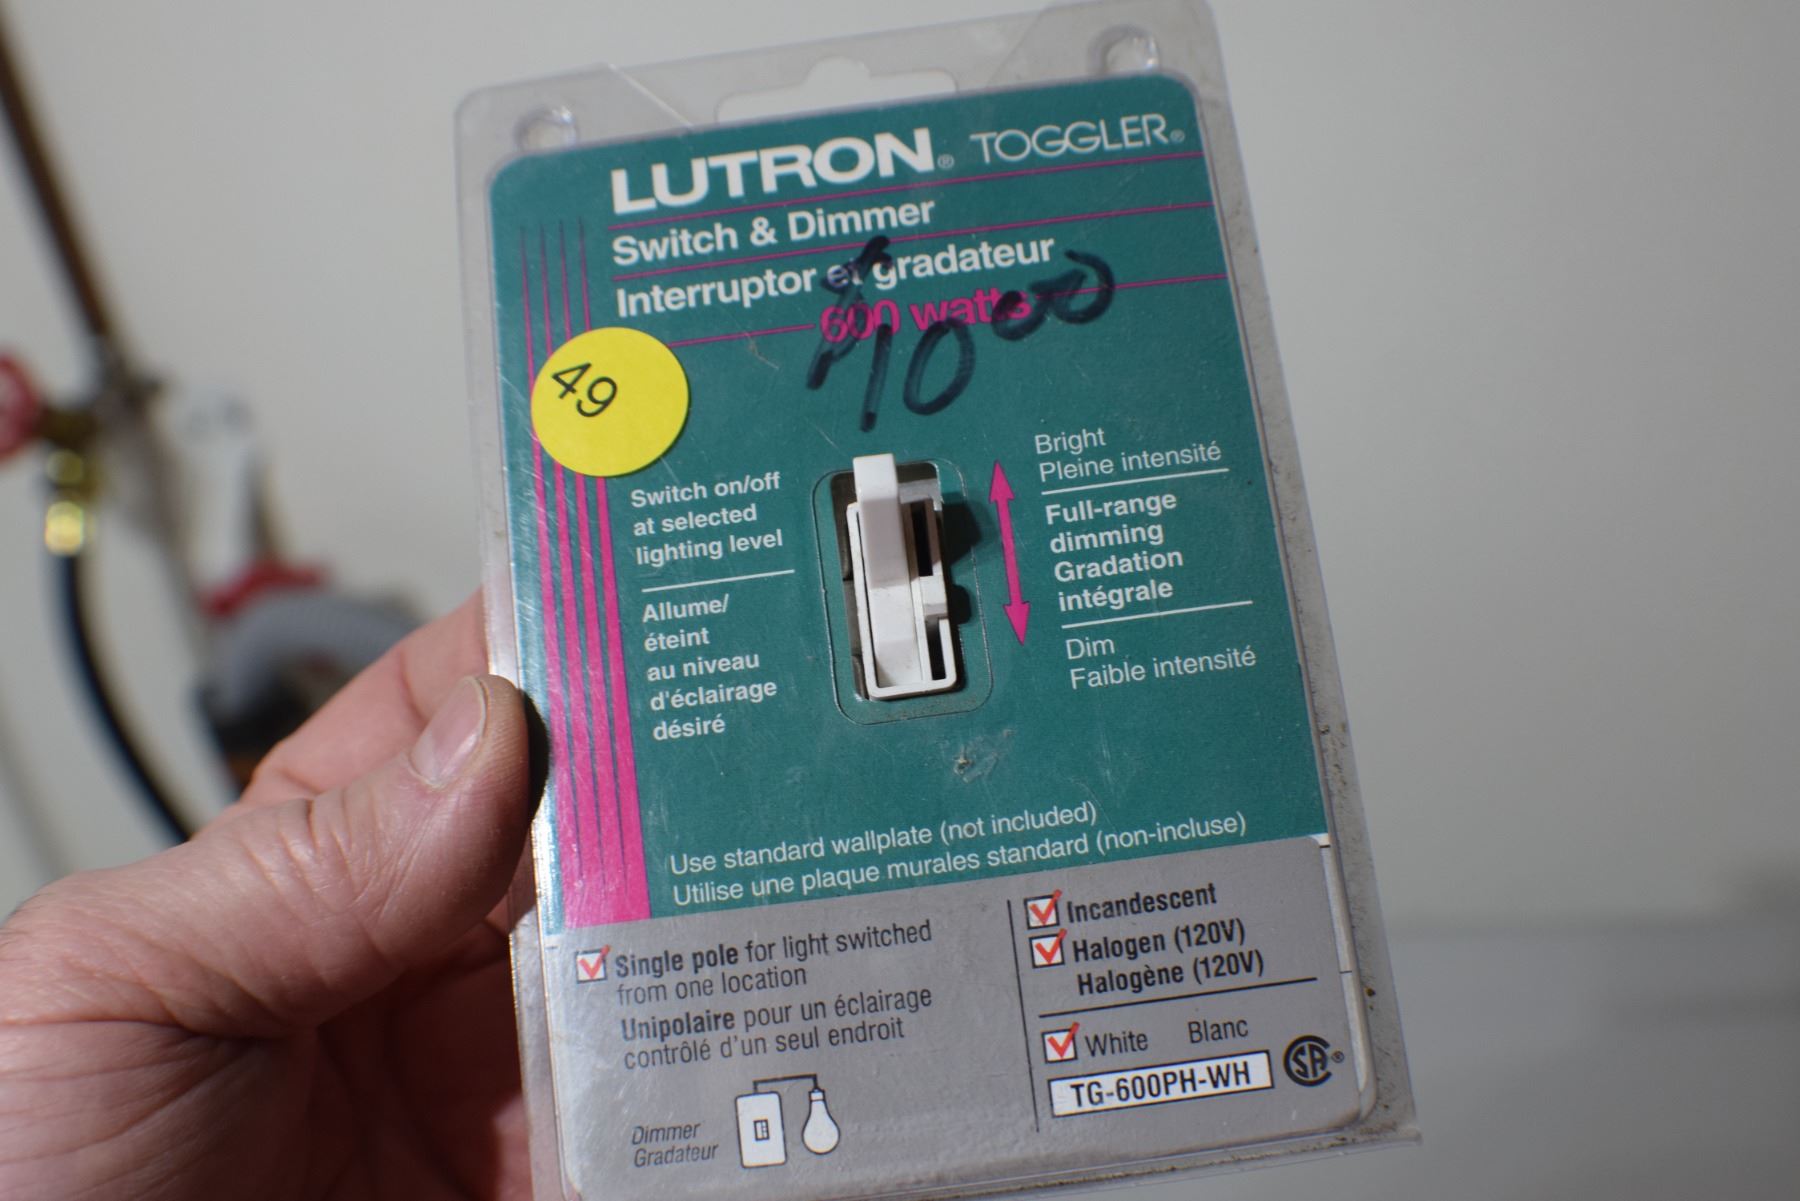 LUTRON® TOGGLER®
Switch & Dimmer
Interruptor et gradateur
600 watts
$10 00
49
Switch on/off
at selected
lighting level
Allume/
éteint
au niveau
d'éclairage
désiré
Bright
Pleine intensité
Full-range
dimming
Gradation
intégrale
Dim
Faible intensité
Use standard wallplate (not included)
Utilise une plaque murales standard (non-incluse)
Single pole for light switched
from one location
Unipolaire pour un éclairage
contrôlé d'un seul endroit
Dimmer
Gradateur
Incandescent
Halogen (120V)
Halogène (120V)
White Blanc
TG-600PH-WH
SA®